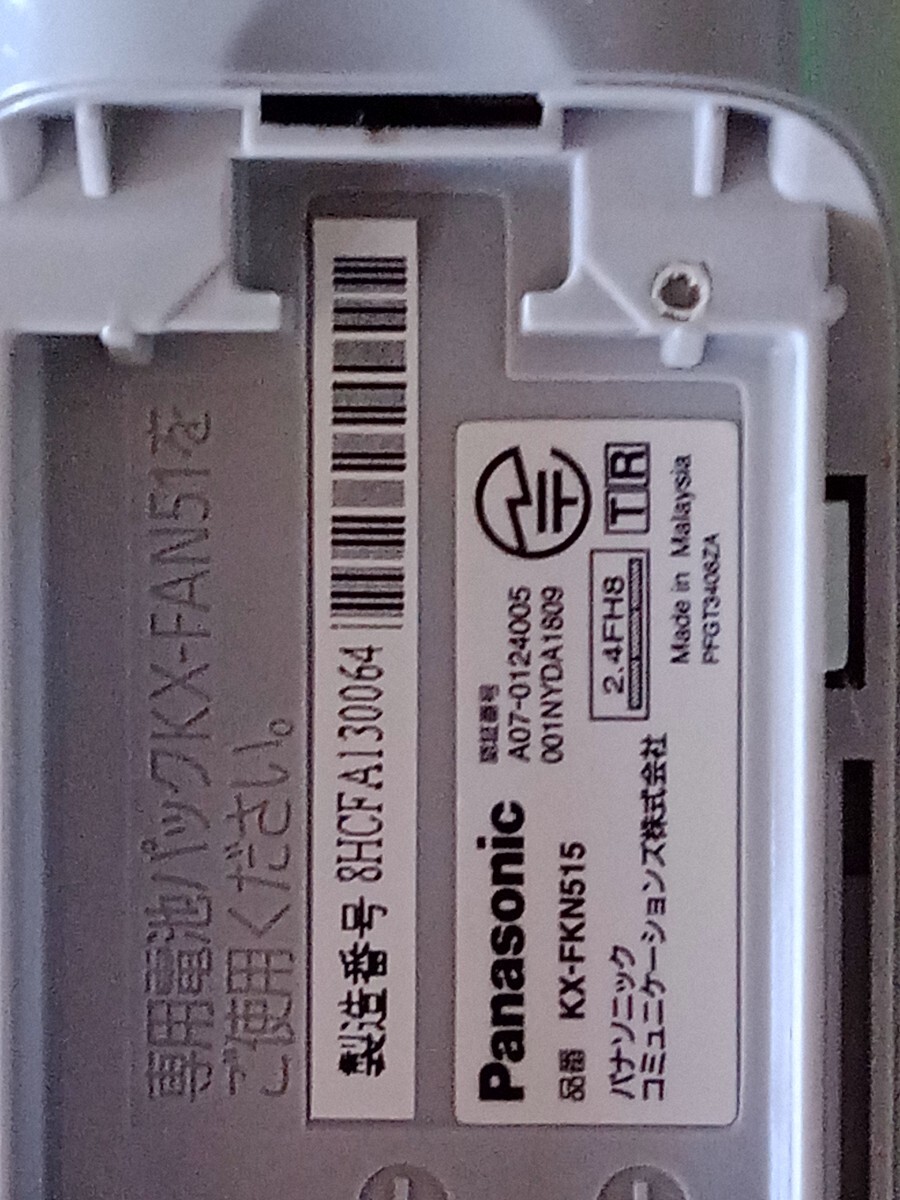 専用電池パックKX-FAN51を
ご使用ください。
製造番号 8HCFA130064
Panasonic
品番 KX-FKN515
パナソニック
コミュニケーションズ株式会社
認証番号
A07-0124005
001NYDA1809
2.4FH8
T R
Made in Malaysia
PFGT3406ZA